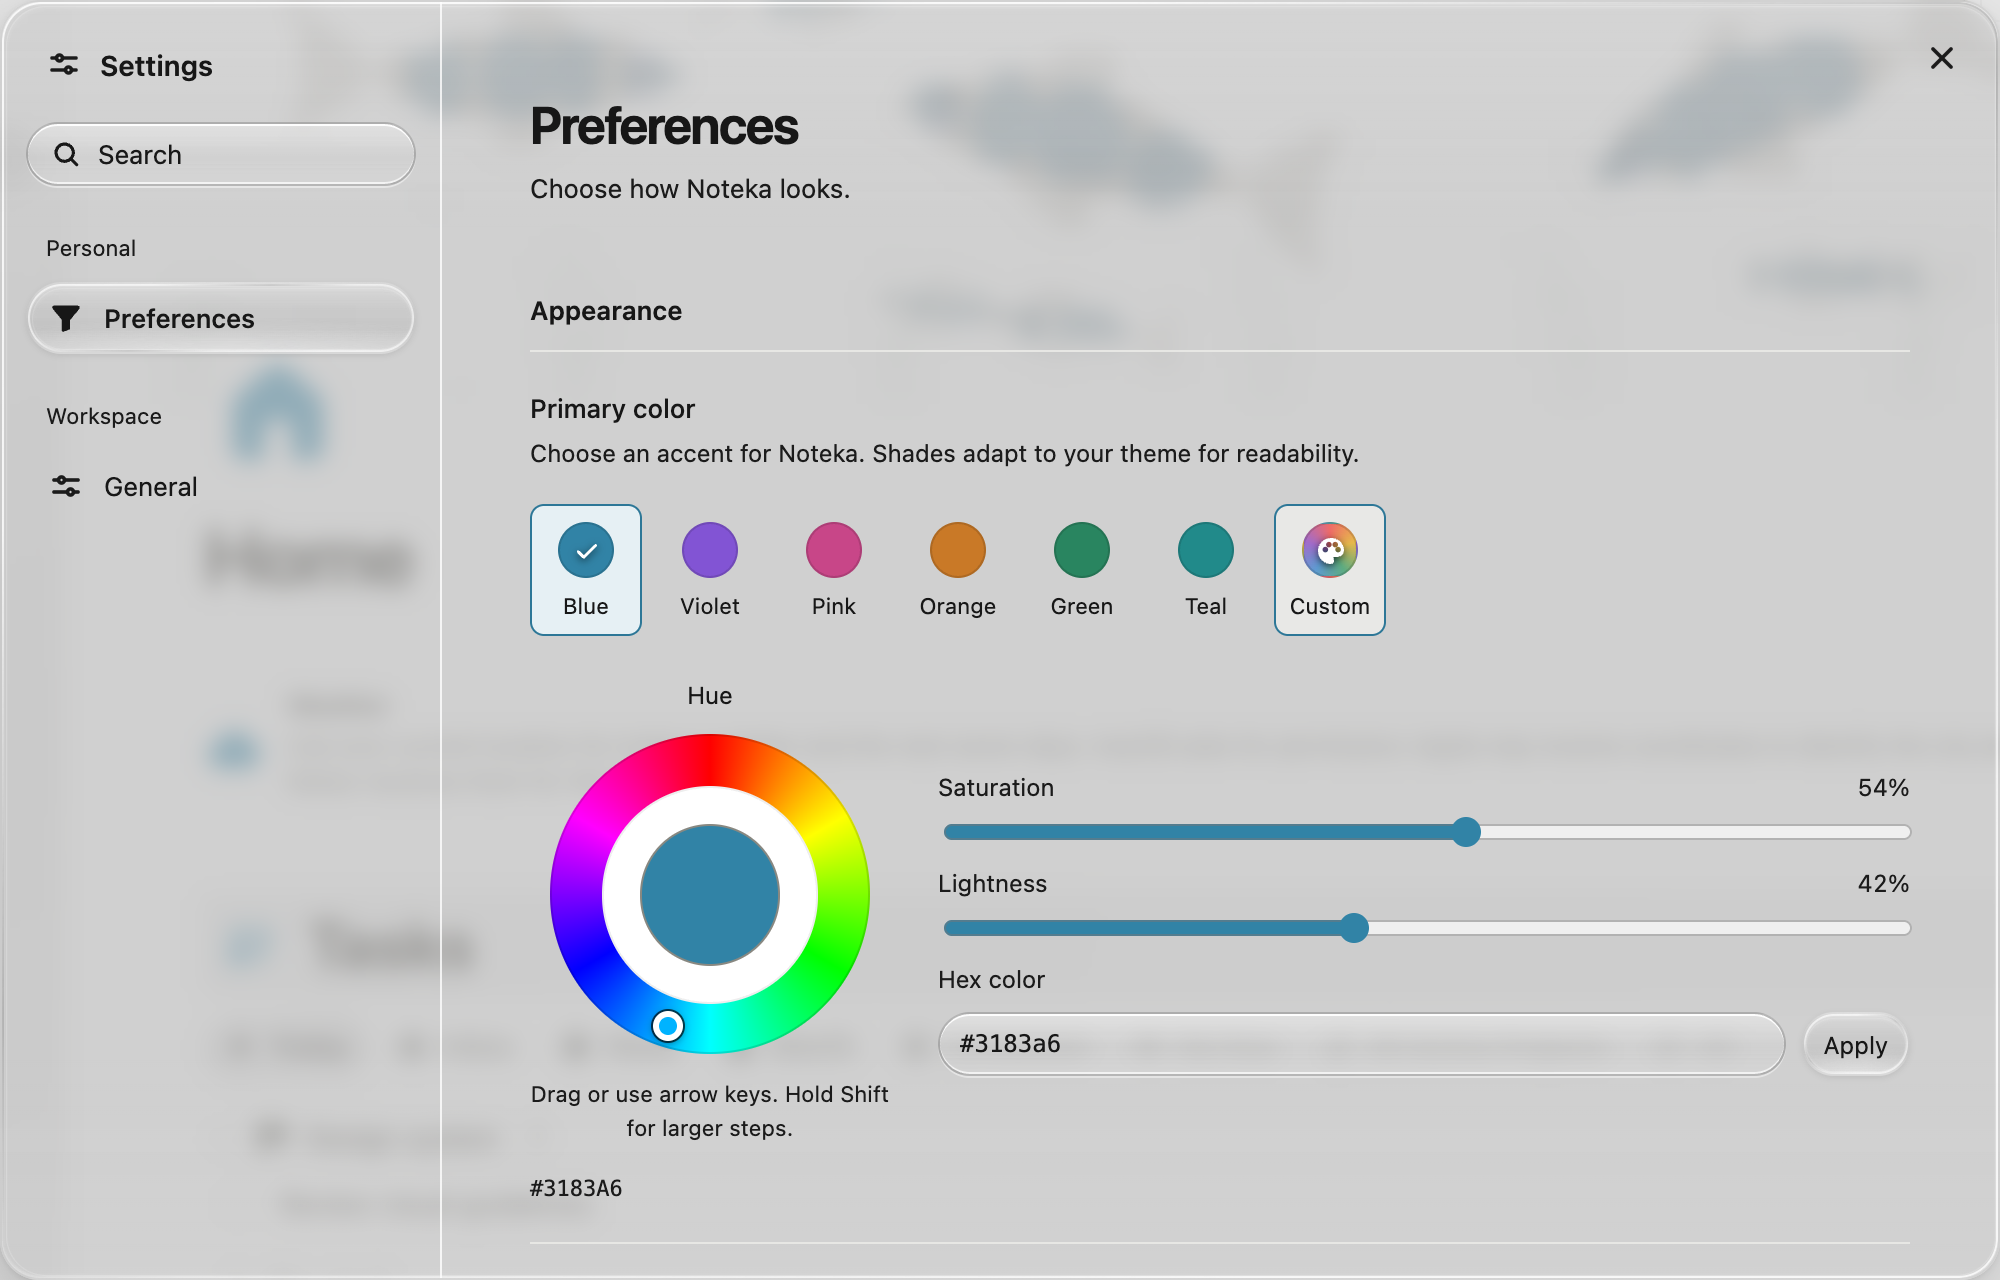 Settings
Search
Personal
Preferences
Workspace
General
Home
Tasks
Preferences
Choose how Noteka looks.
Appearance
Primary color
Choose an accent for Noteka. Shades adapt to your theme for readability.
Blue
Violet
Pink
Orange
Green
Teal
Custom
Hue
Drag or use arrow keys. Hold Shift
for larger steps.
#3183A6
Saturation
54%
Lightness
42%
Hex color
#3183a6
Apply